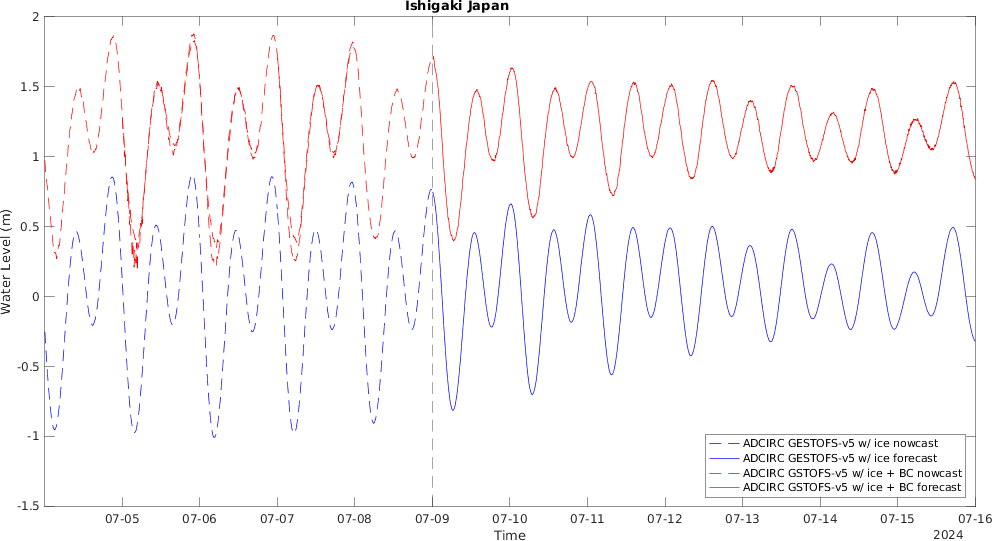 Ishigaki Japan
2
1.5
1
0.5
0
-0.5
-1
-1.5
Water Level (m)
ADCIRC GESTOFS-v5 w/ ice nowcast
ADCIRC GESTOFS-v5 w/ ice forecast
ADCIRC GSTOFS-v5 w/ ice + BC nowcast
ADCIRC GSTOFS-v5 w/ ice + BC forecast
07-05 07-06 07-07 07-08 07-09 07-10 07-11 07-12 07-13 07-14 07-15 07-16
Time
2024